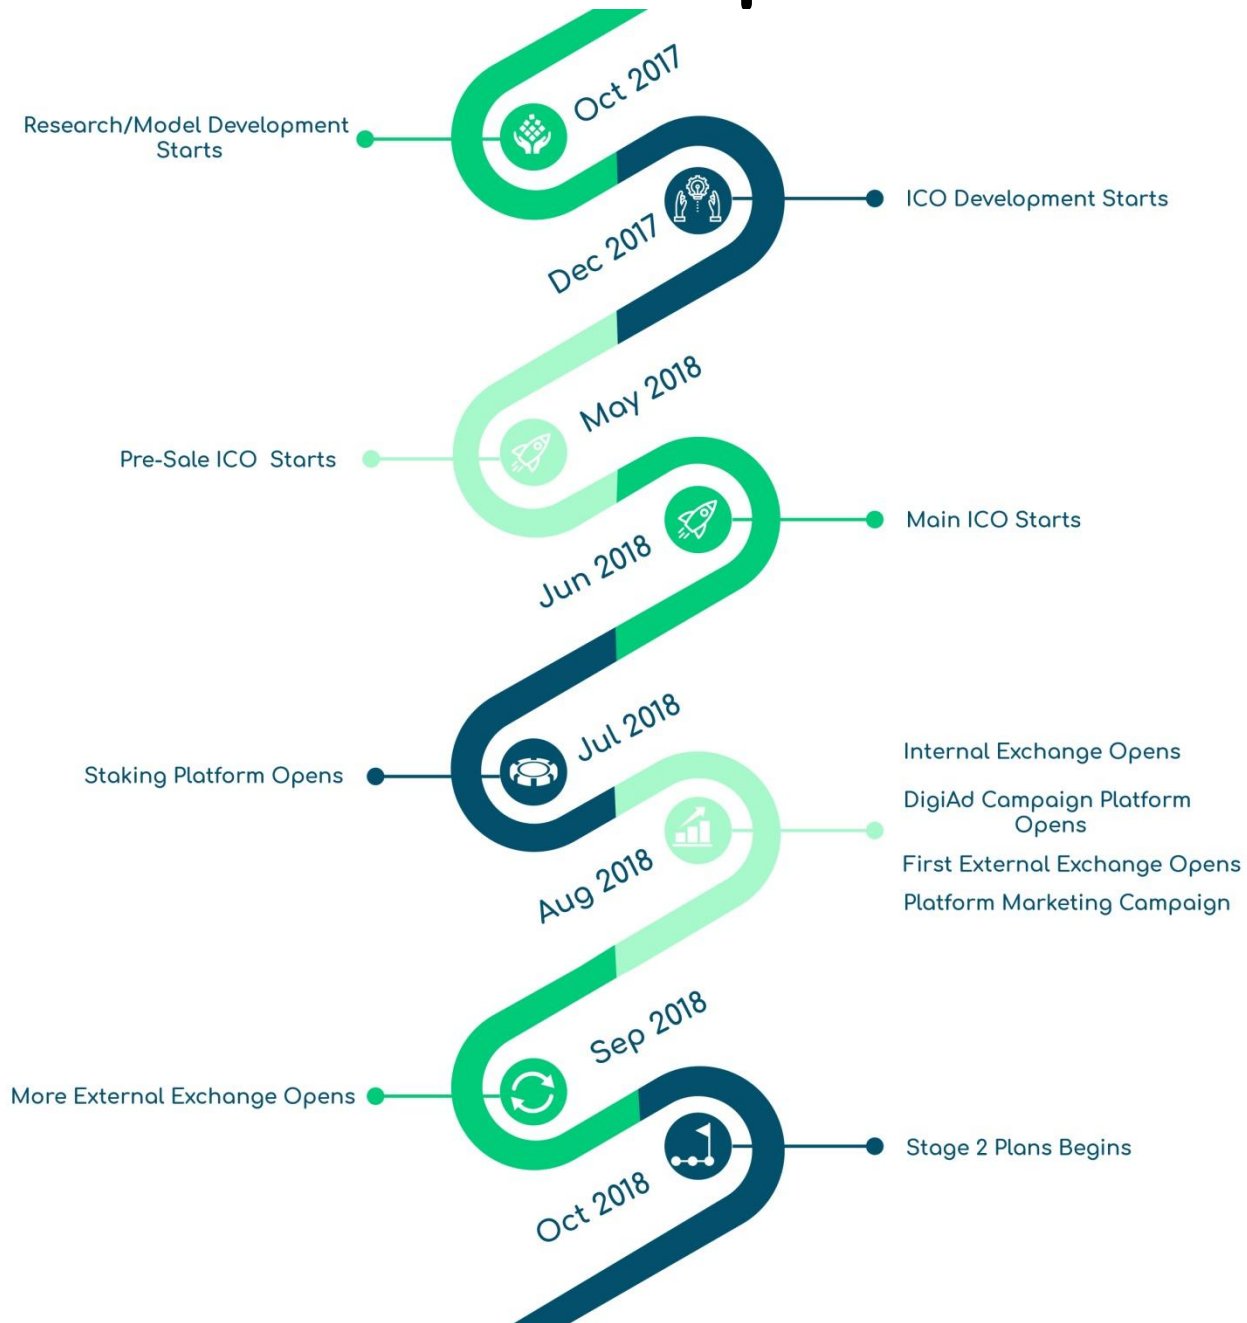 Oct 2017
Research/Model Development
Starts
ICO Development Starts
Dec 2017
May 2018
Pre-Sale ICO  Starts
Main ICO Starts
Jun 2018
Jul 2018
Staking Platform Opens
Internal Exchange Opens
DigiAd Campaign Platform
Opens
First External Exchange Opens
Platform Marketing Campaign
Aug 2018
Sep 2018
More External Exchange Opens
Stage 2 Plans Begins
Oct 2018